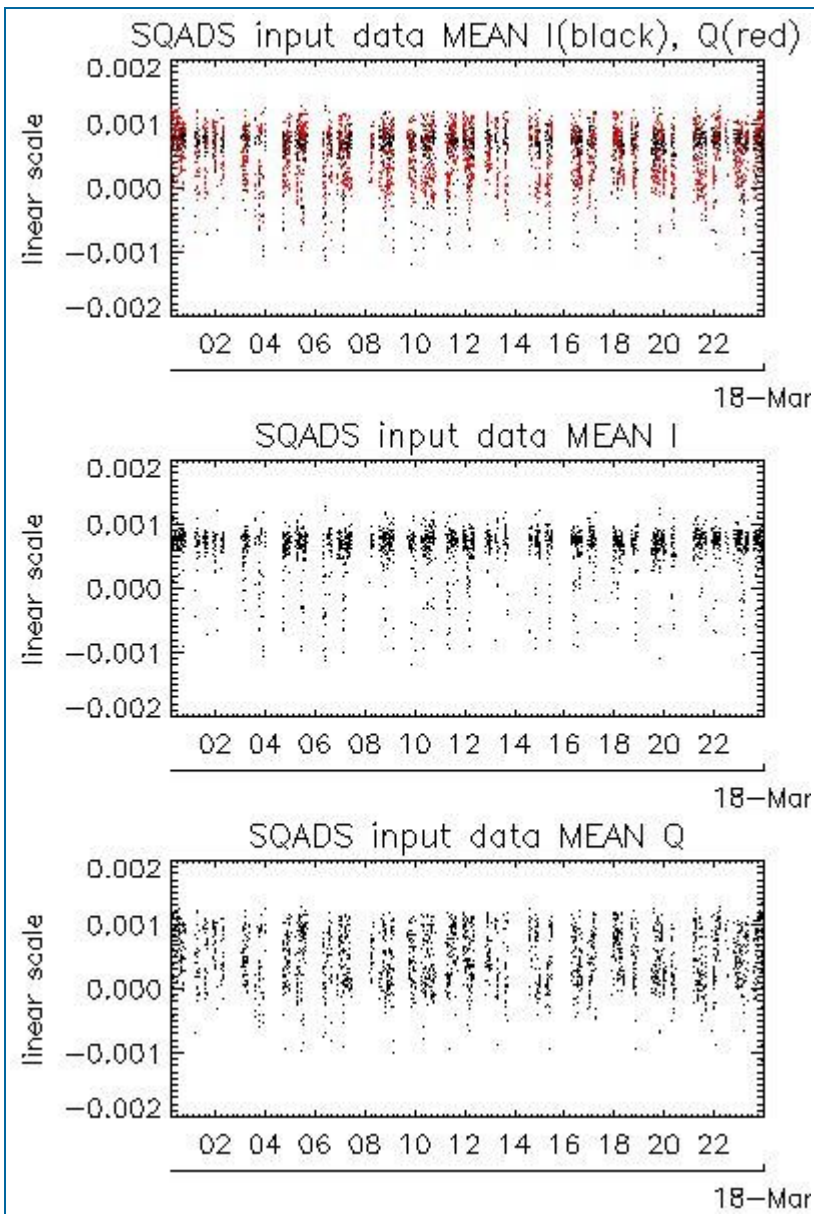 SQADS input data MEAN I(black), Q(red)
0.002
0.001
0.000
-0.001
-0.002
linear scale
02 04 06 08 10 12 14 16 18 20 22
18-Mar
SQADS input data MEAN I
0.002
0.001
0.000
-0.001
-0.002
linear scale
02 04 06 08 10 12 14 16 18 20 22
18-Mar
SQADS input data MEAN Q
0.002
0.001
0.000
-0.001
-0.002
linear scale
02 04 06 08 10 12 14 16 18 20 22
18-Mar